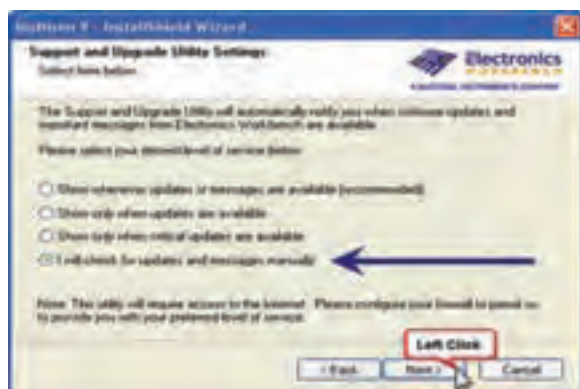 Multisim 9 - InstallShield Wizard
Support and Upgrade Utility Settings
Select item below.
Electronics
WORKBENCH
A NATIONAL INSTRUMENTS COMPANY
The Support and Upgrade Utility will automatically notify you when software updates and
important messages from Electronics Workbench are available.
Please select your desired level of service below:
Show whenever updates or messages are available (recommended)
Show only when updates are available
Show only when critical updates are available
I will check for updates and messages manually
Note: This utility will require access to the Internet. Please configure your firewall to permit us
to provide you with your preferred level of service.
Left Click
< Back
Next >
Cancel